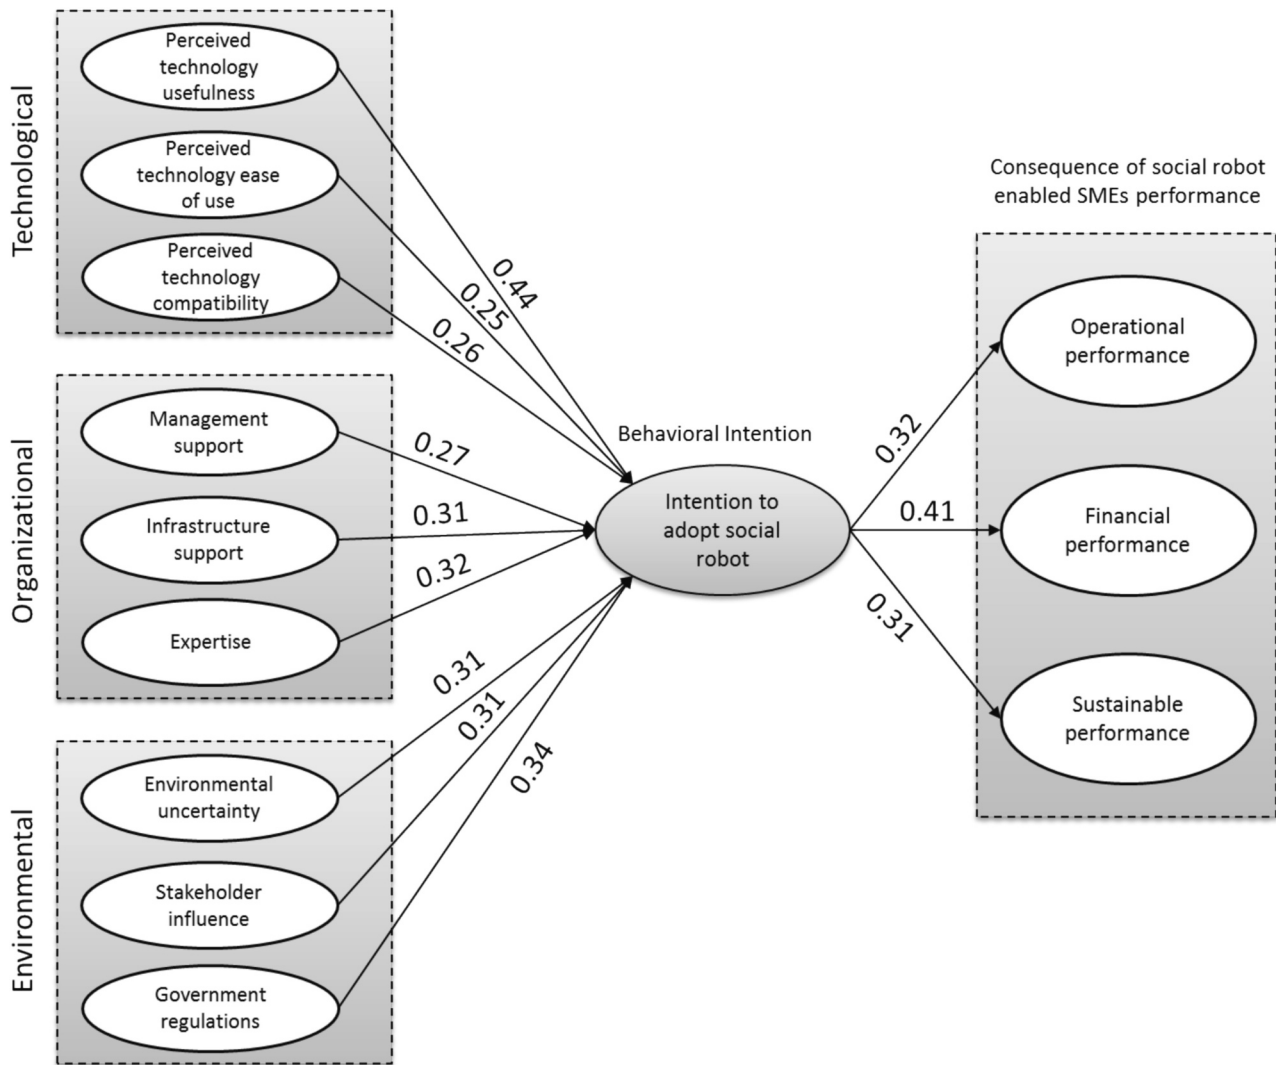 Technological
Perceived
technology
usefulness
Perceived
technology ease
of use
Perceived
technology
compatibility
0.44
0.25
0.26
Organizational
Management
support
Infrastructure
support
Expertise
0.27
0.31
0.32
Environmental
Environmental
uncertainty
Stakeholder
influence
Government
regulations
0.31
0.31
0.34
Behavioral Intention
Intention to
adopt social
robot
0.32
0.41
0.31
Consequence of social robot
enabled SMEs performance
Operational
performance
Financial
performance
Sustainable
performance